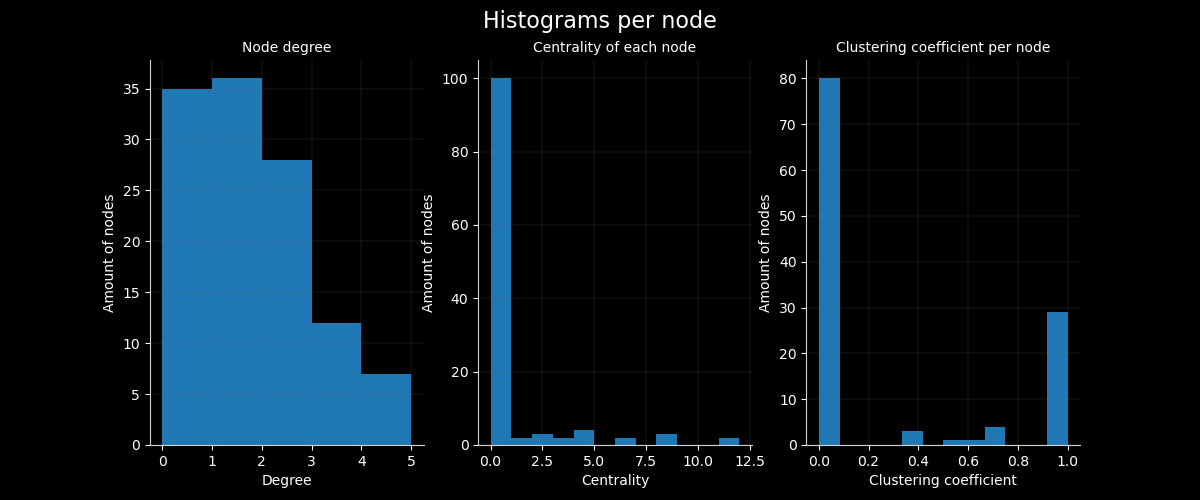 Histograms per node
Node degree
Amount of nodes
35
30
25
20
15
10
5
0
0 1 2 3 4 5
Degree
Centrality of each node
Amount of nodes
100
80
60
40
20
0
0.0 2.5 5.0 7.5 10.0 12.5
Centrality
Clustering coefficient per node
Amount of nodes
80
70
60
50
40
30
20
10
0
0.0 0.2 0.4 0.6 0.8 1.0
Clustering coefficient